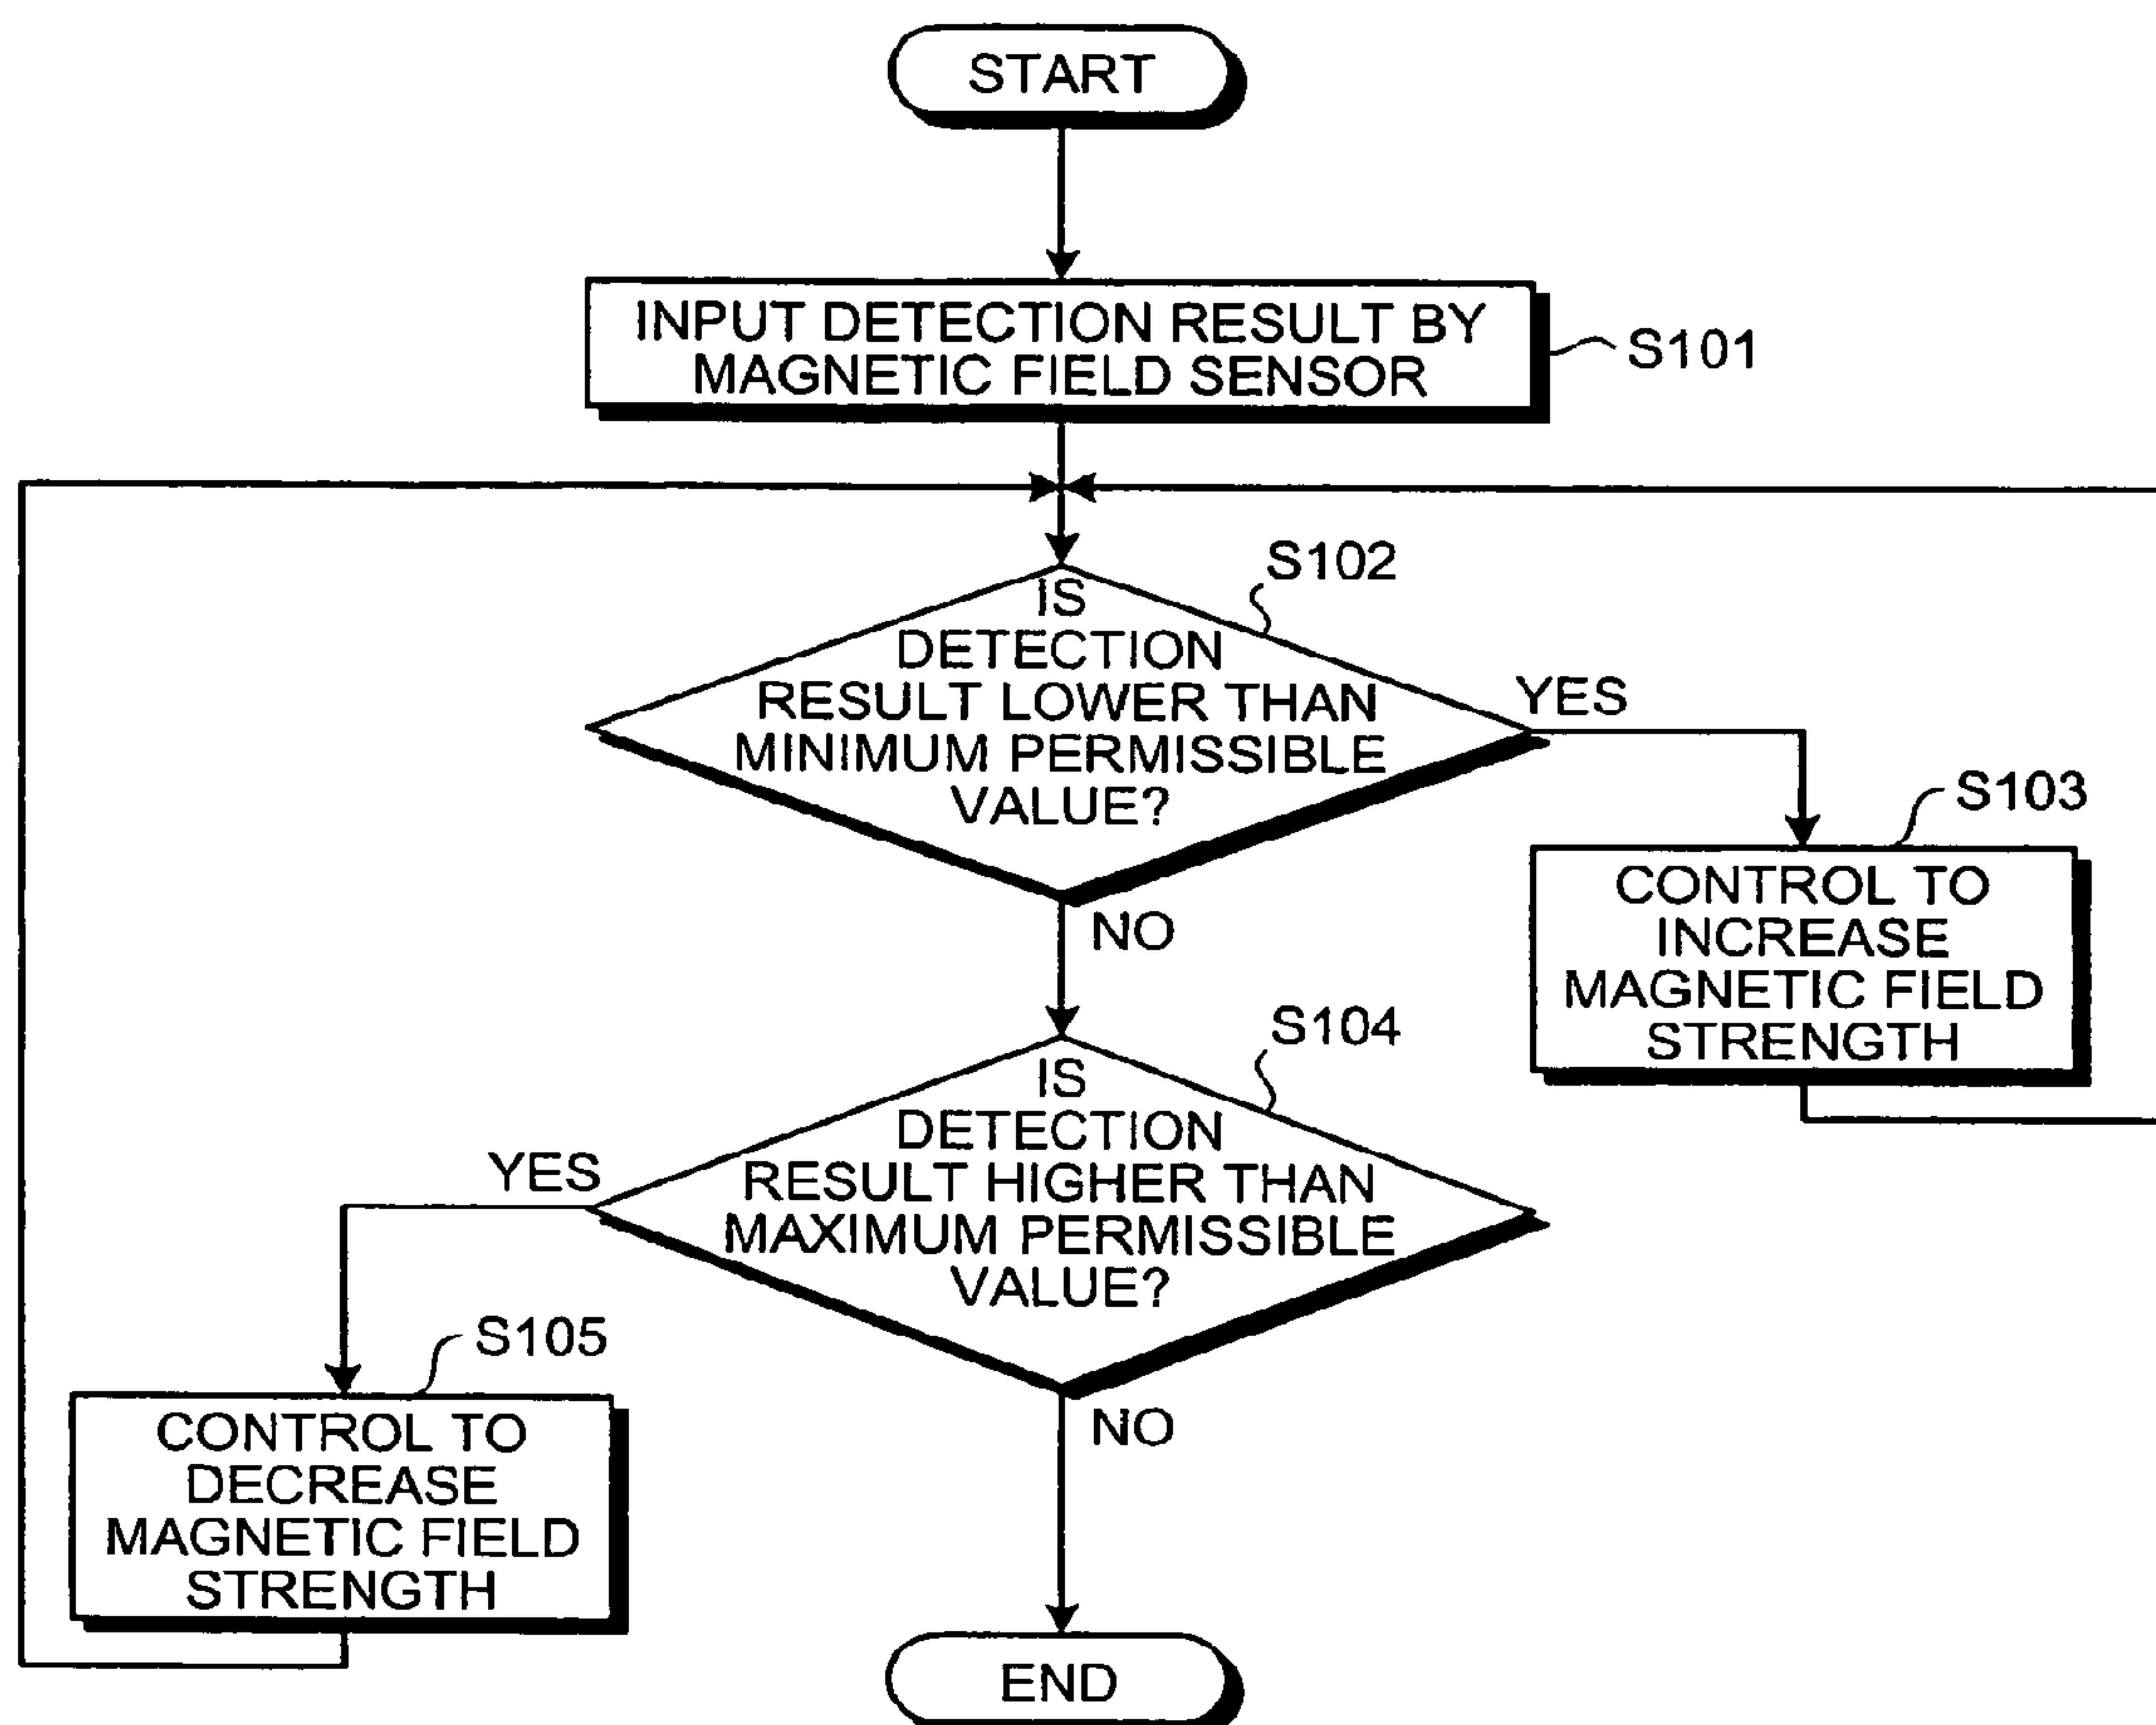 START
INPUT DETECTION RESULT BY
MAGNETIC FIELD SENSOR
S101
S102
IS
DETECTION
RESULT LOWER THAN
MINIMUM PERMISSIBLE
VALUE?
YES
NO
S103
CONTROL TO
INCREASE
MAGNETIC FIELD
STRENGTH
S104
IS
DETECTION
RESULT HIGHER THAN
MAXIMUM PERMISSIBLE
VALUE?
YES
NO
S105
CONTROL TO
DECREASE
MAGNETIC FIELD
STRENGTH
END